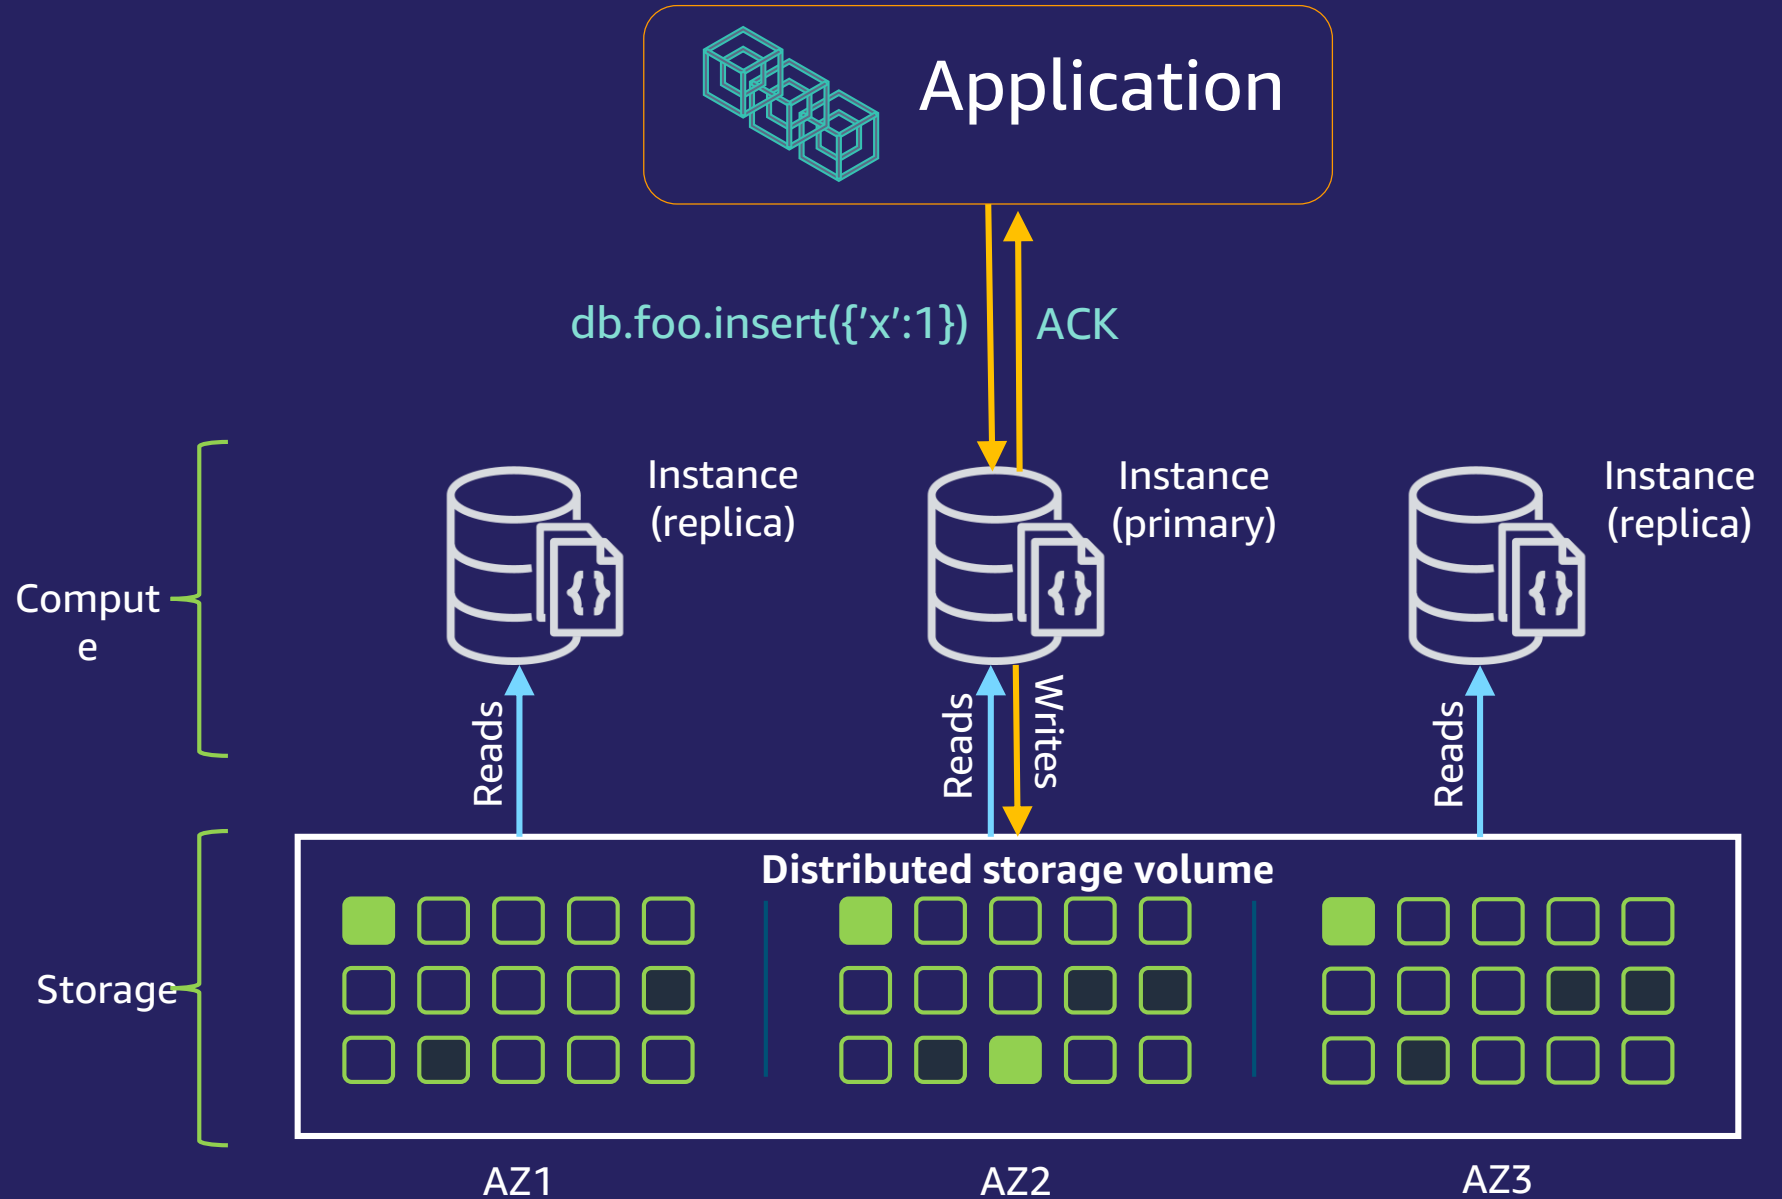 Application
db.foo.insert({’x’:1})
ACK
Instance
(replica)
Instance
(primary)
Instance
(replica)
Comput
e
Reads
Reads
Writes
Reads
Distributed storage volume
Storage
AZ1
AZ2
AZ3